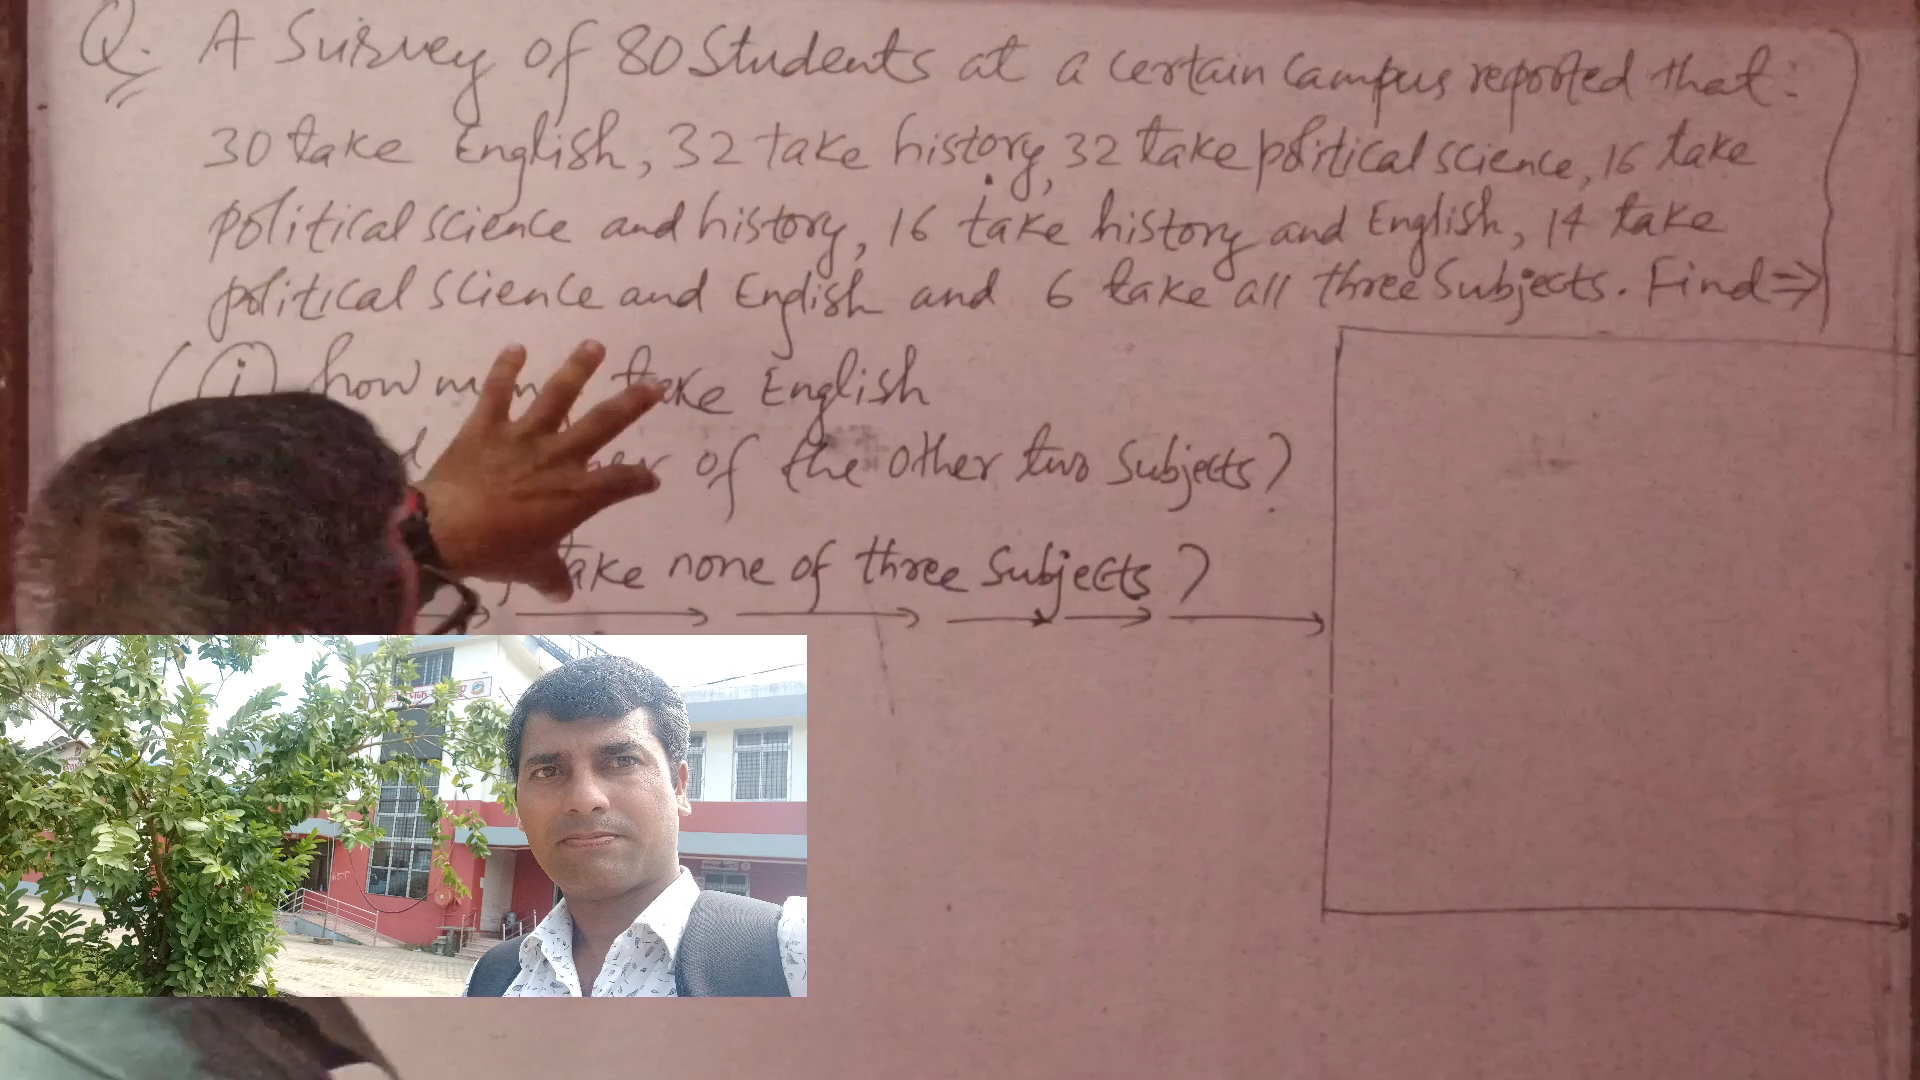 Q. A Survey of 80 Students at a certain Campus reported that:
30 take English, 32 take history, 32 take political science, 16 take
political science and history, 16 take history and English, 14 take
political science and English and 6 take all three Subjects. Find ⇒
(i) how take English
of the other two Subjects?
take none of three Subjects?